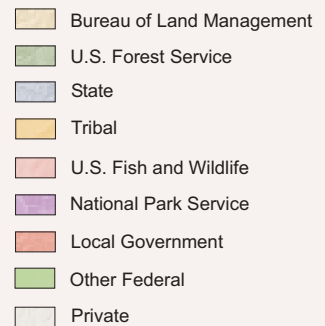 Bureau of Land Management
U.S. Forest Service
State
Tribal
U.S. Fish and Wildlife
National Park Service
Local Government
Other Federal
Private